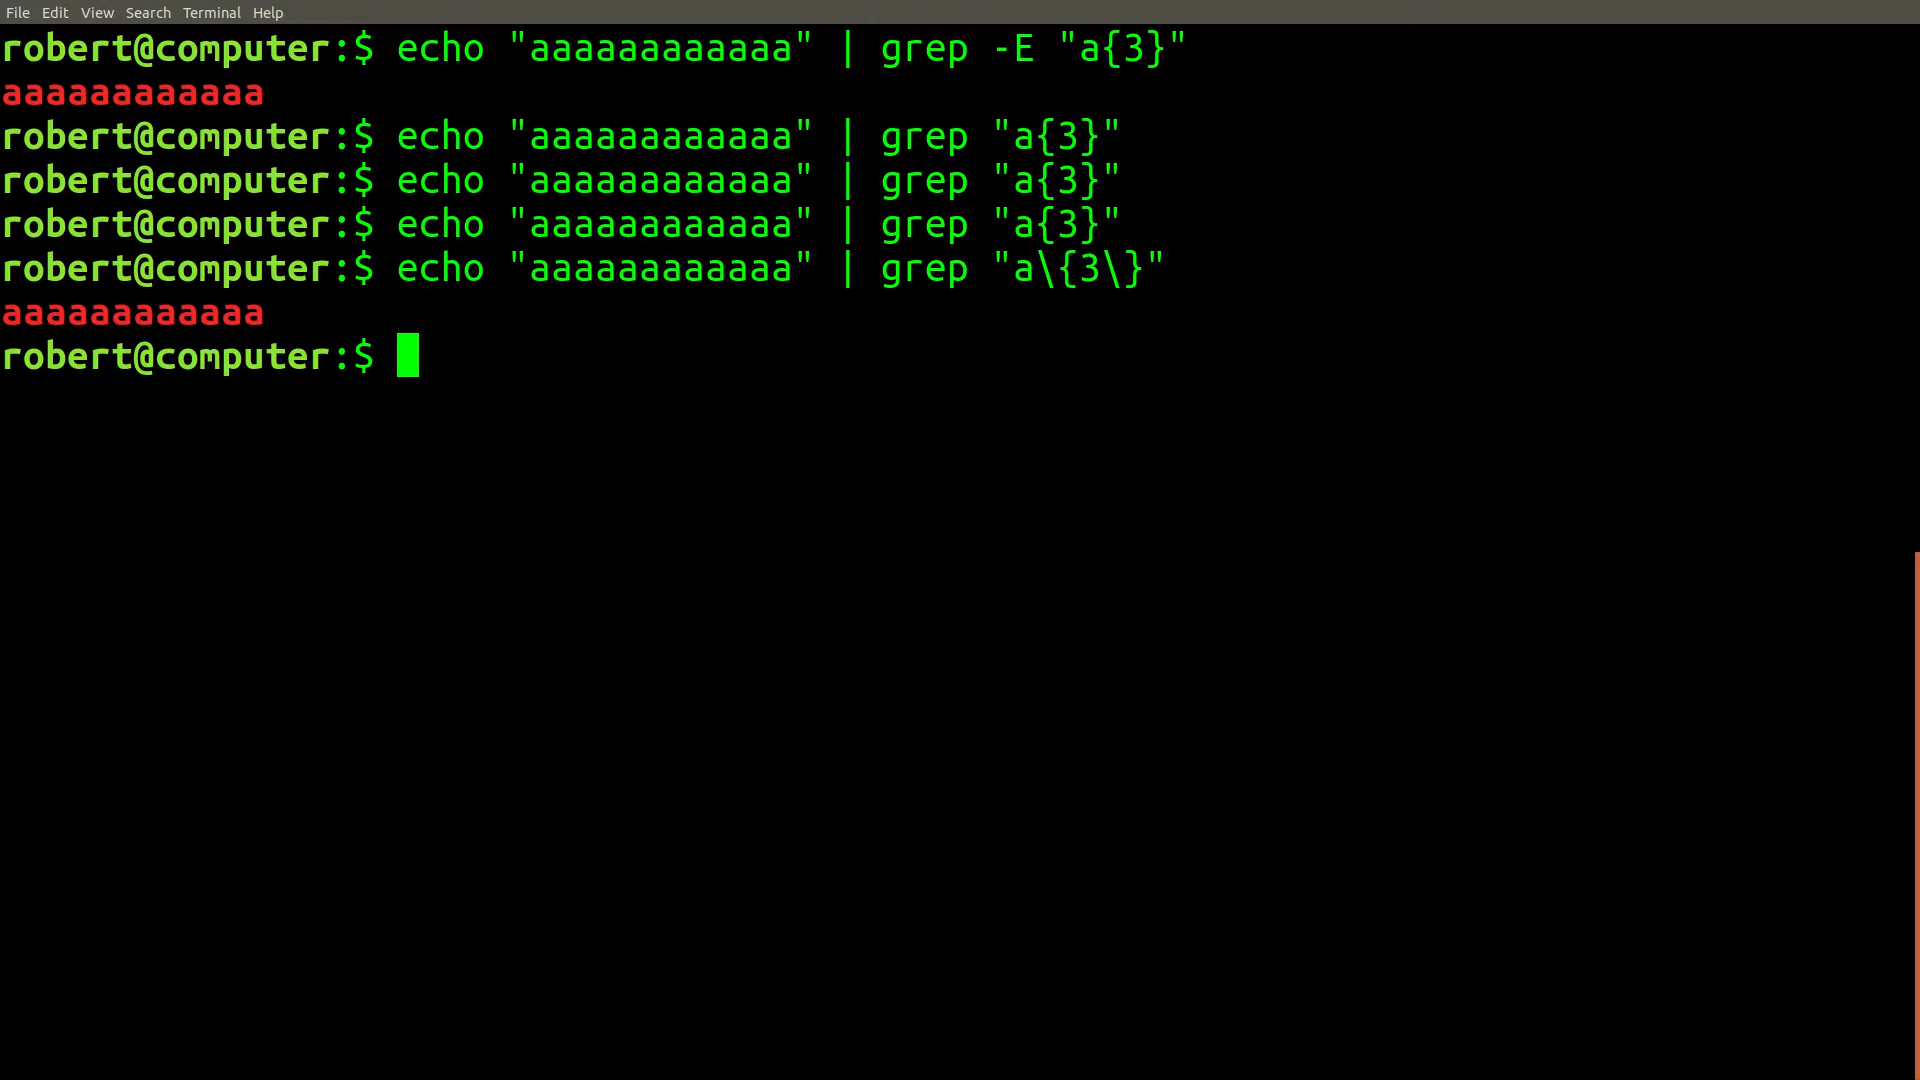 File Edit View Search Terminal Help
robert@computer:$ echo "aaaaaaaaaaaa" | grep -E "a{3}"
aaaaaaaaaaaa
robert@computer:$ echo "aaaaaaaaaaaa" | grep "a{3}"
robert@computer:$ echo "aaaaaaaaaaaa" | grep "a{3}"
robert@computer:$ echo "aaaaaaaaaaaa" | grep "a{3}"
robert@computer:$ echo "aaaaaaaaaaaa" | grep "a\{3\}"
aaaaaaaaaaaa
robert@computer:$